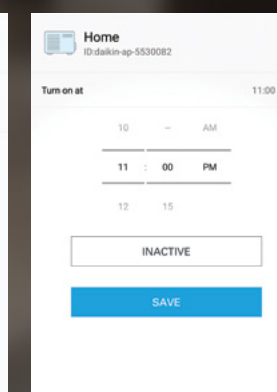 Home
ID:daikin-ap-5530082
Turn on at 11:00
10 – AM
11 : 00 PM
12 15
INACTIVE
SAVE